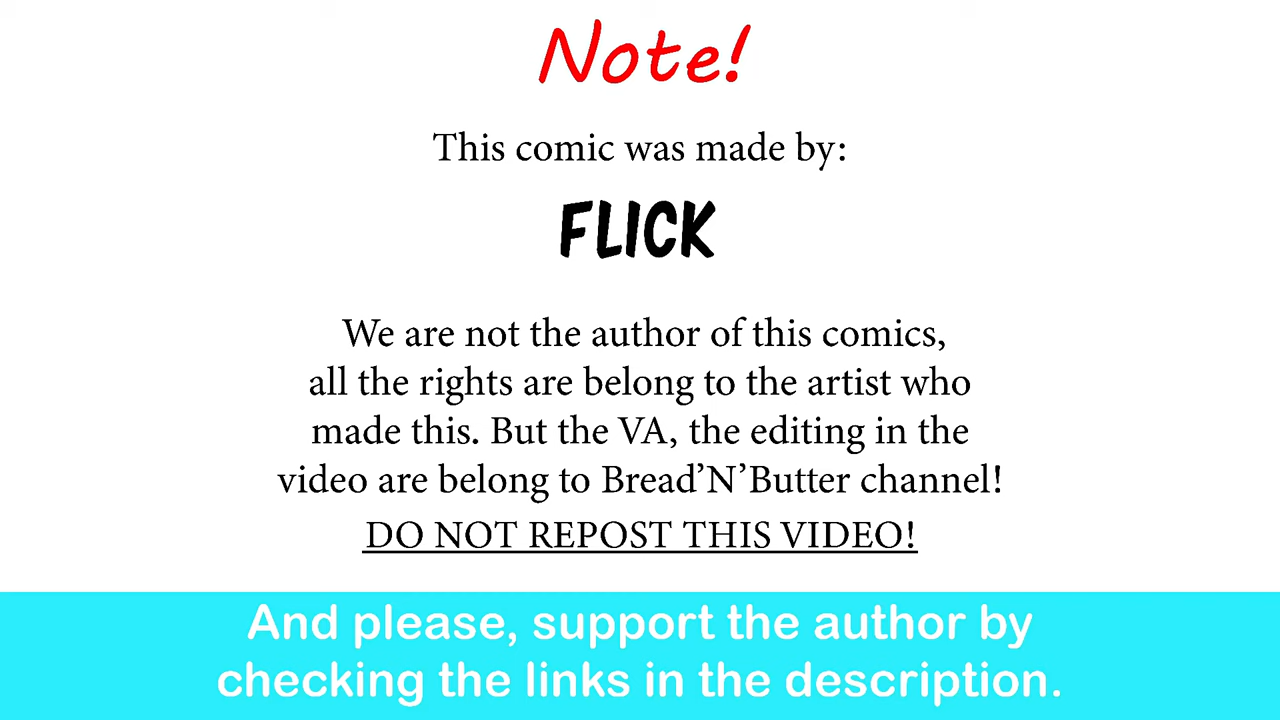 Note!
This comic was made by:
FLICK
We are not the author of this comics,
all the rights are belong to the artist who
made this. But the VA, the editing in the
video are belong to Bread’N’Butter channel!
DO NOT REPOST THIS VIDEO!
And please, support the author by
checking the links in the description.